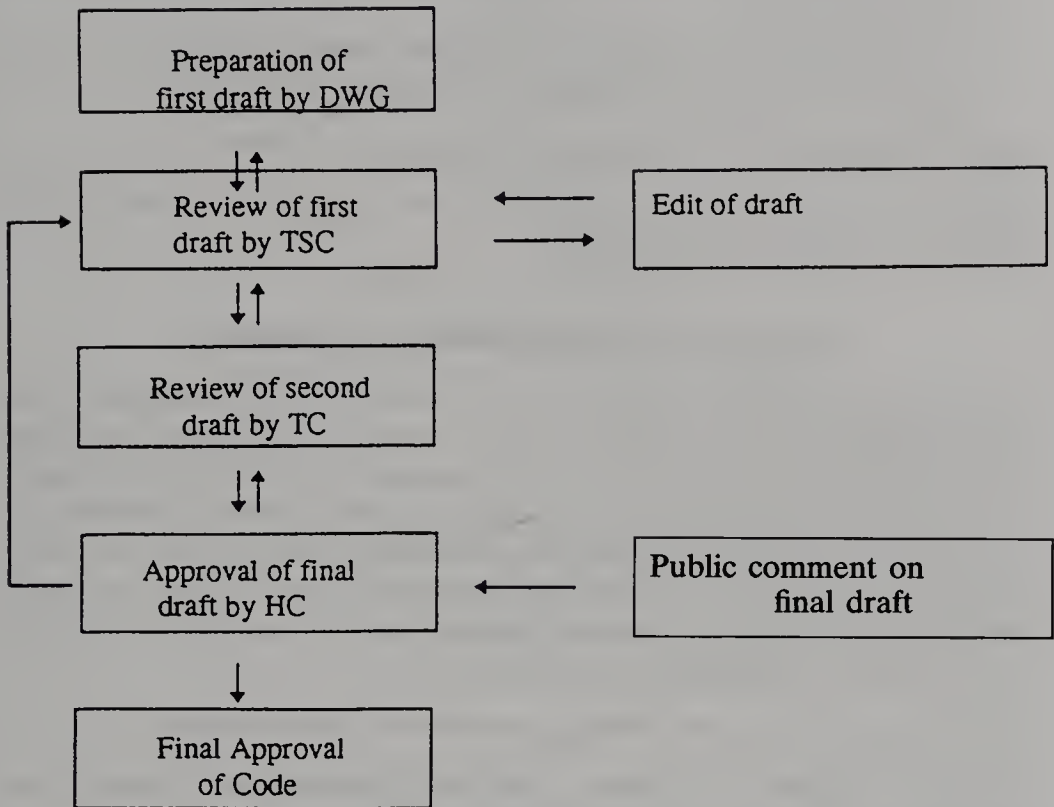 Preparation of
first draft by DWG
Review of first
draft by TSC
Edit of draft
Review of second
draft by TC
Approval of final
draft by HC
Public comment on
final draft
Final Approval
of Code